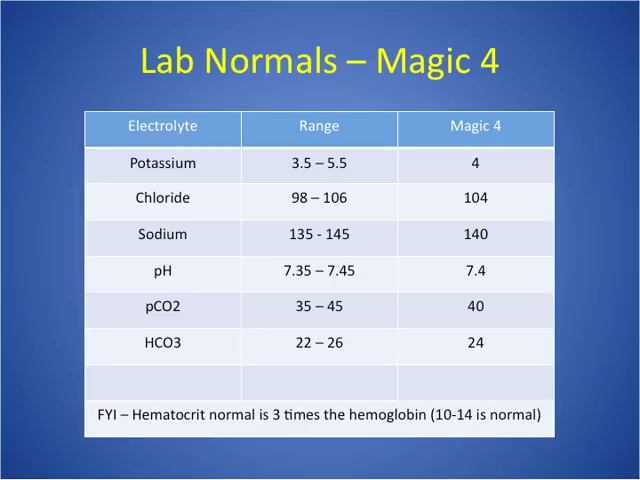 Lab Normals – Magic 4
Electrolyte Range Magic 4
Potassium 3.5 – 5.5 4
Chloride 98 – 106 104
Sodium 135 - 145 140
pH 7.35 – 7.45 7.4
pCO2 35 – 45 40
HCO3 22 – 26 24
FYI – Hematocrit normal is 3 times the hemoglobin (10-14 is normal)